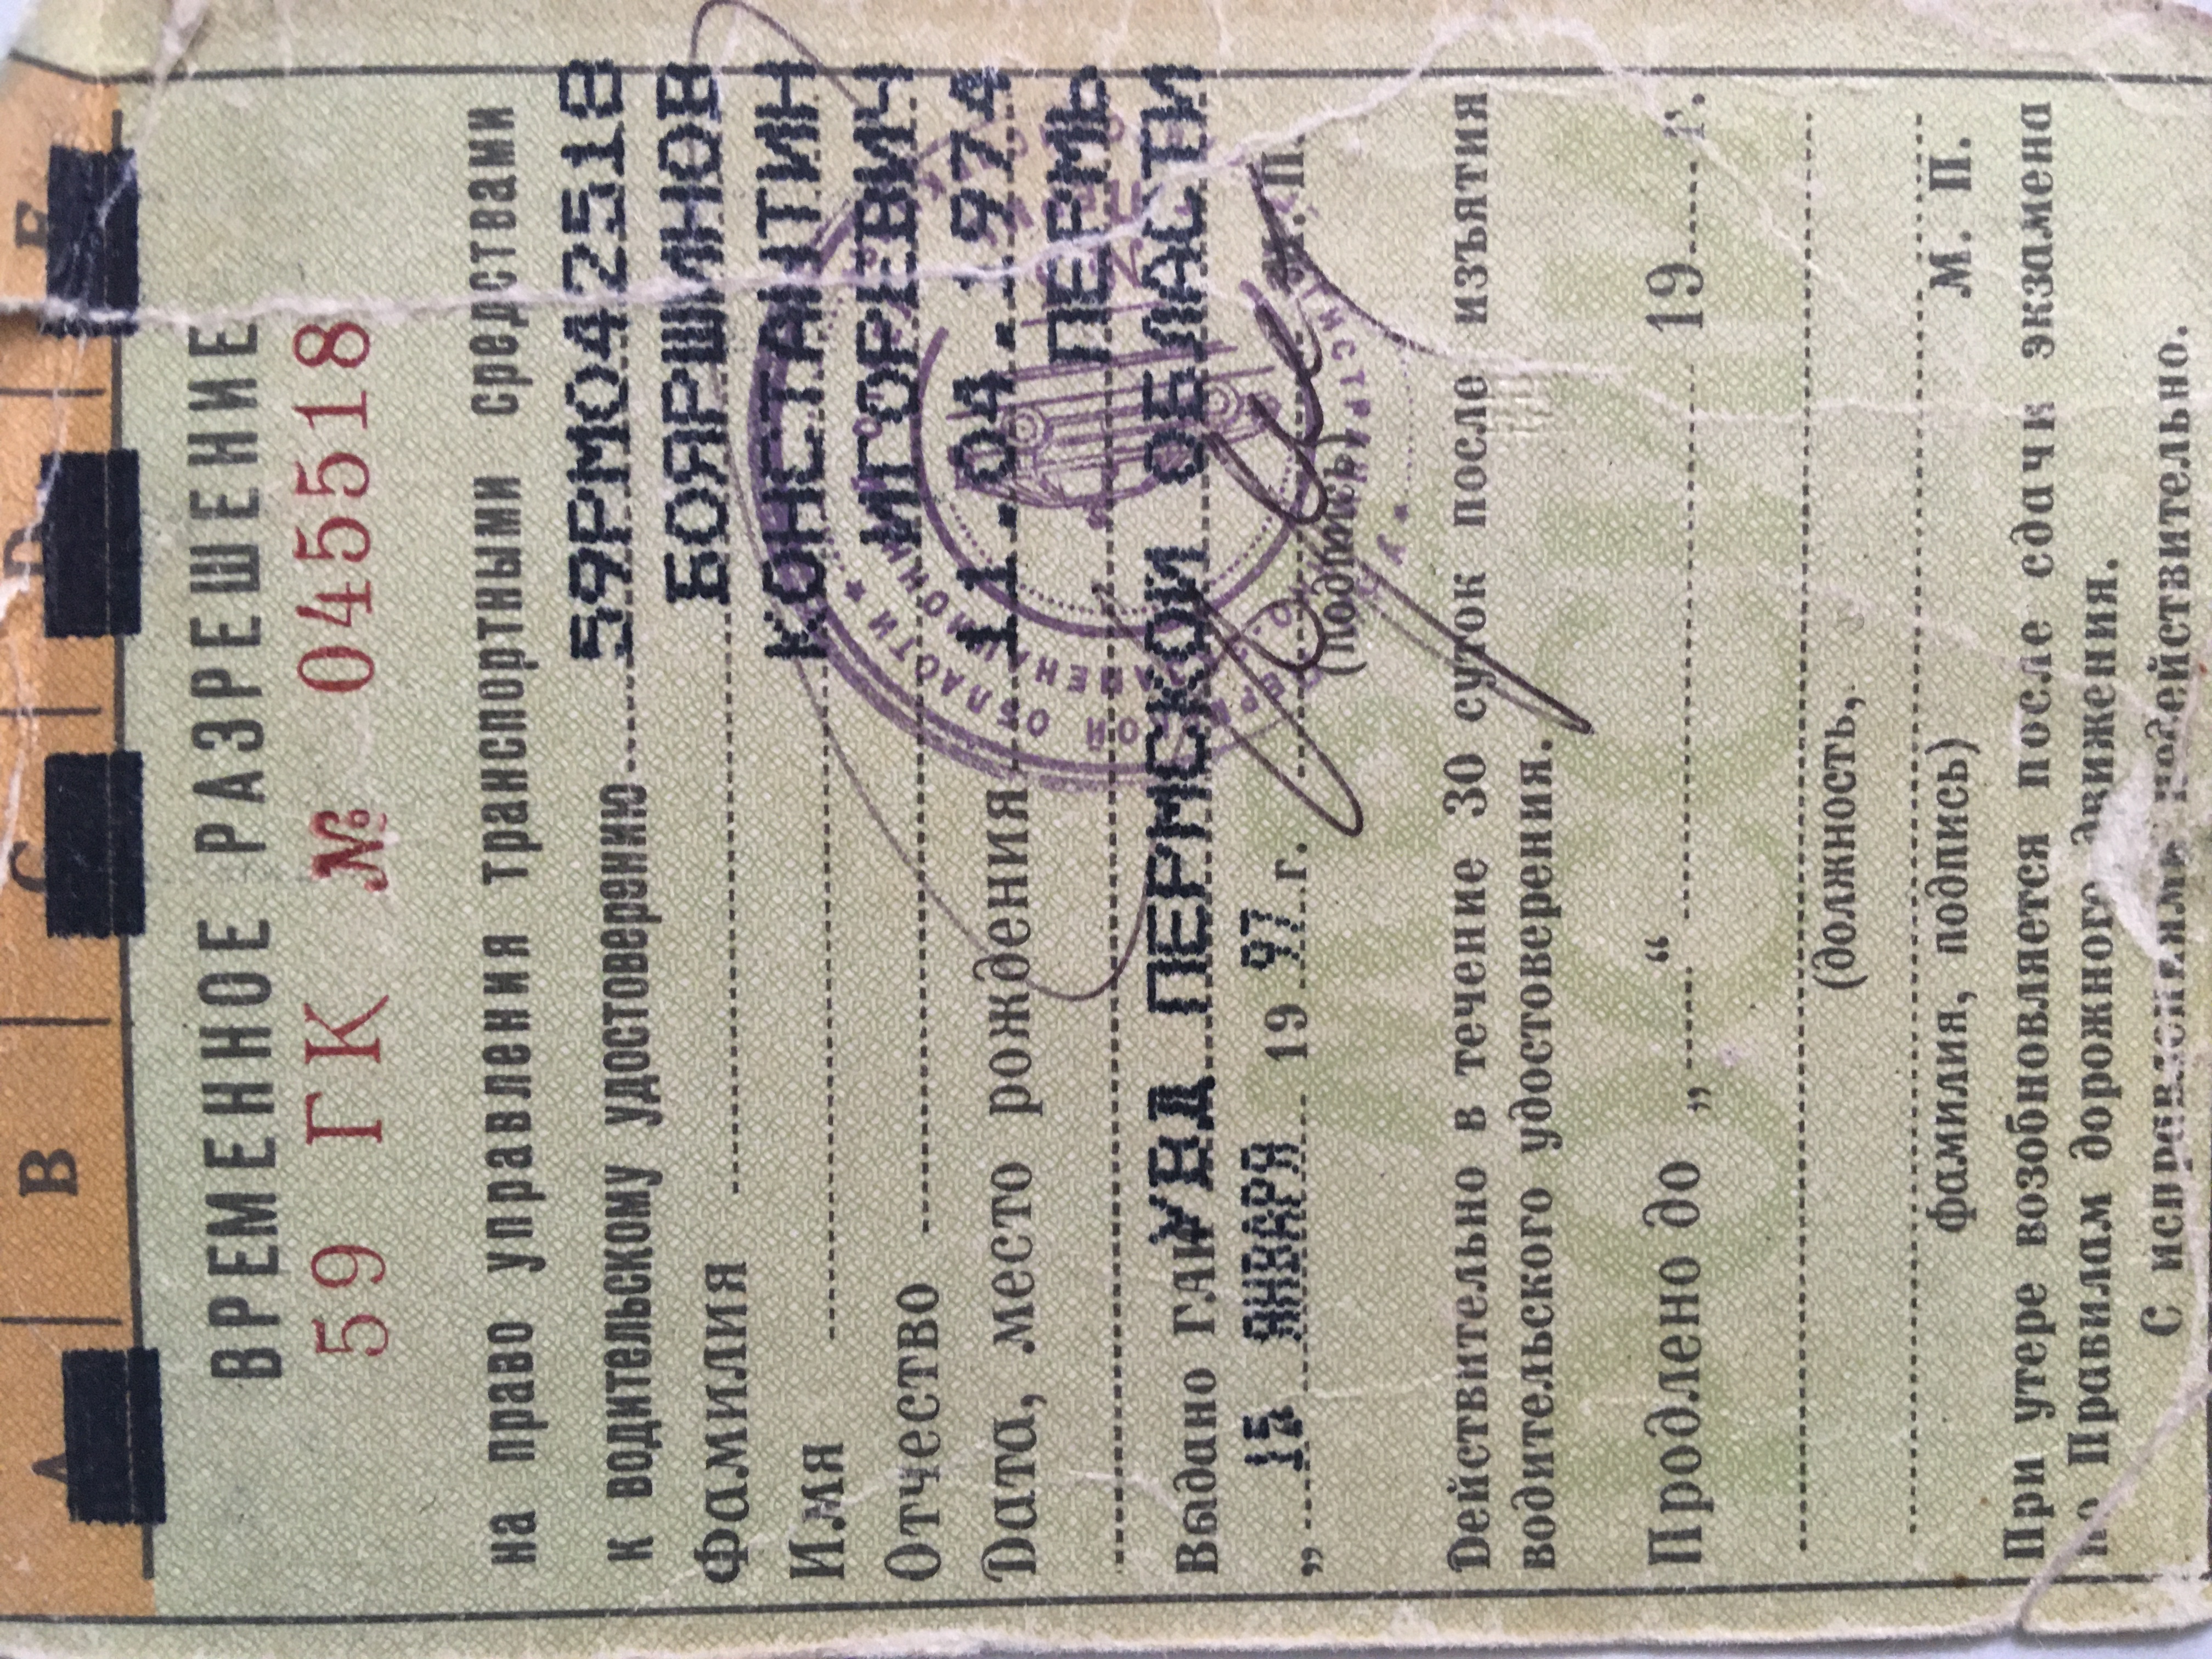 А В С D Е
ВРЕМЕННОЕ РАЗРЕШЕНИЕ
59 ГК № 045518
на право управления транспортными средствами
к водительскому удостоверению 59РМ042518
Фамилия БОЯРШИНОВ
Имя КОНСТАНТИН
Отчество ИГОРЕВИЧ
Дата, место рождения 11.04.1974
ПЕРМЬ
Выдано ГАИ УВД ПЕРМСКОЙ ОБЛАСТИ
„ 15 ЯНВАРЯ 19 97 г. М. П.
(подпись)
Действительно в течение 30 суток после изъятия
водительского удостоверения.
Продлено до „ “ 19 г.
(должность,
М. П.
фамилия, подпись)
При утере возобновляется после сдачи экзамена
по Правилам дорожного движения.
С исправлениями недействительно.